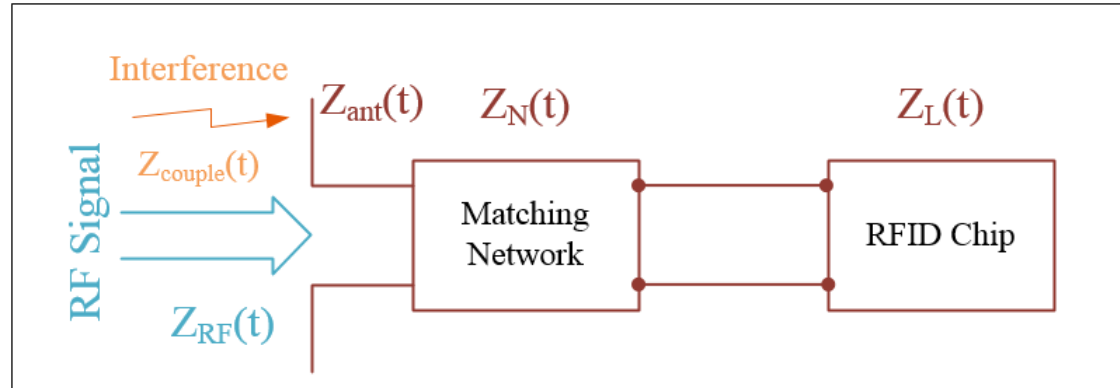 Interference
Z_couple(t)
RF Signal
Z_RF(t)
Z_ant(t)
Z_N(t)
Matching
Network
Z_L(t)
RFID Chip